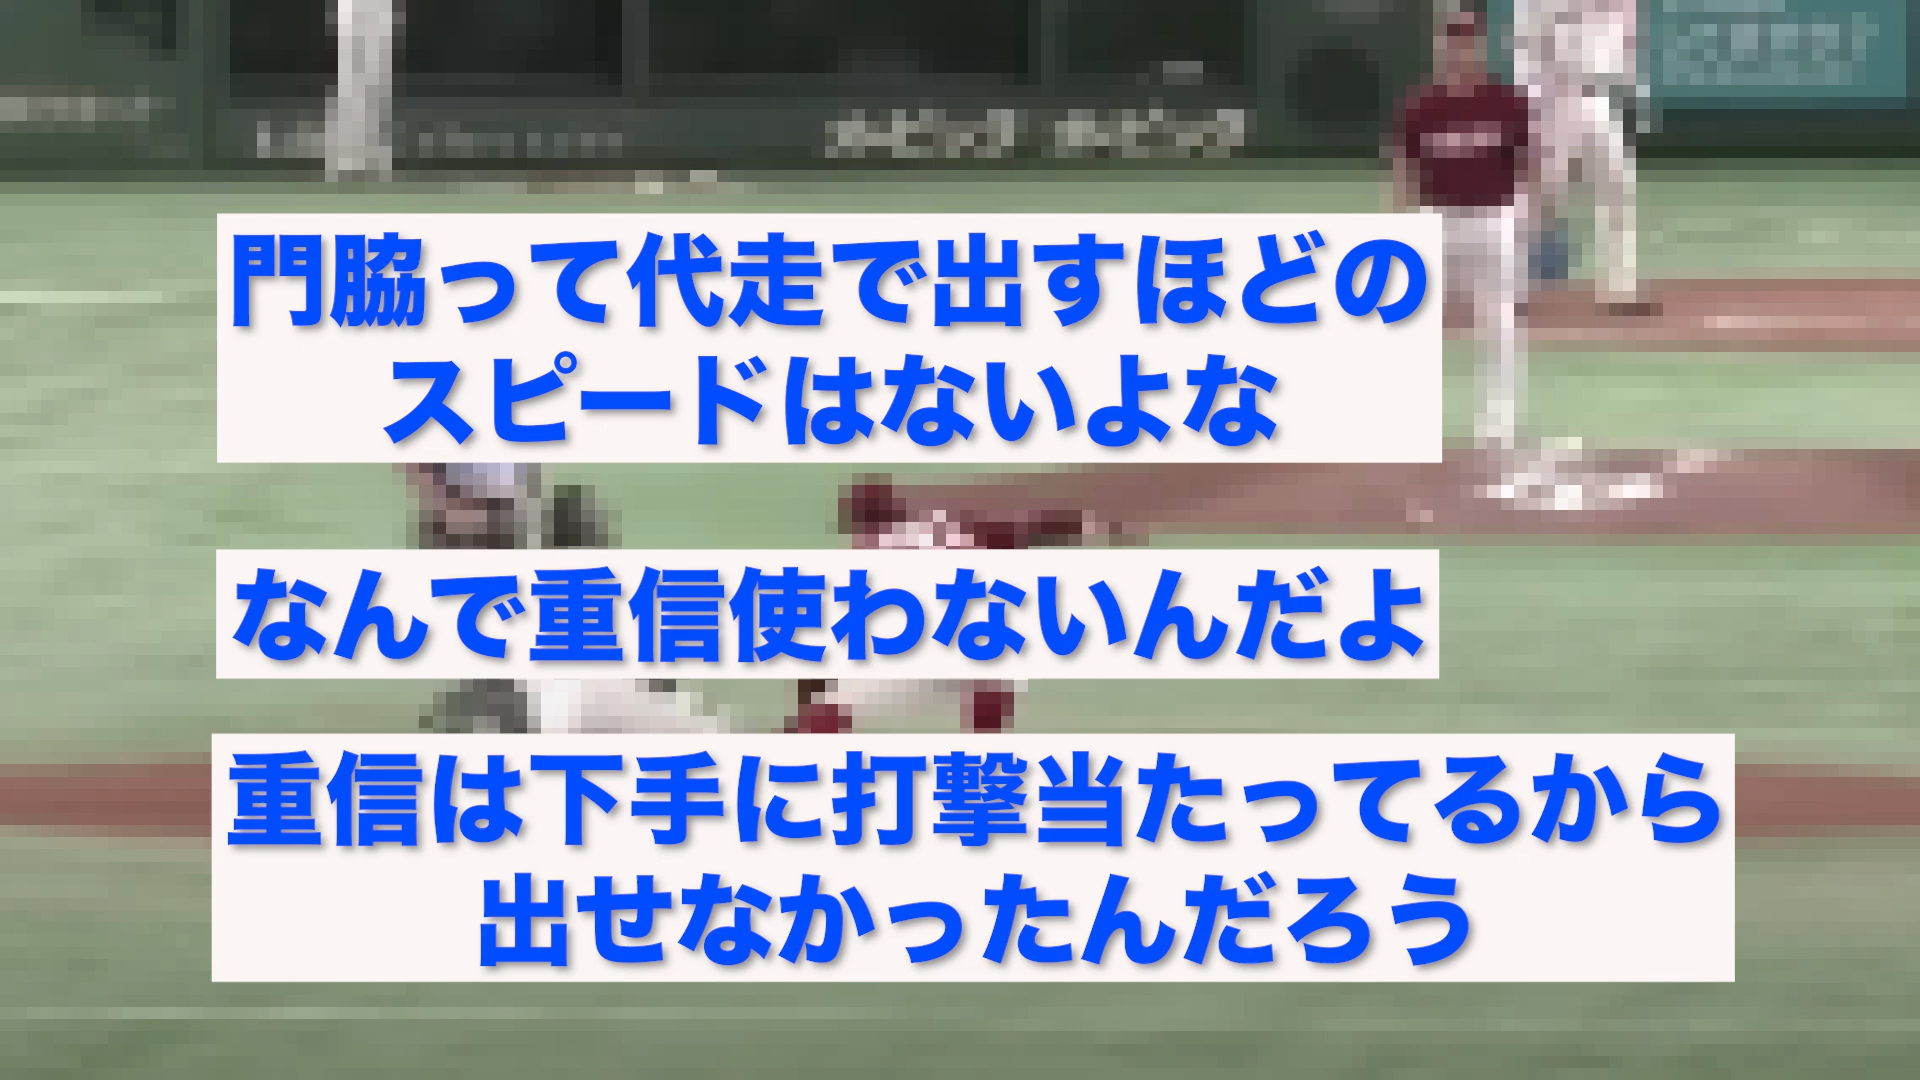 門脇って代走で出すほどの
スピードはないよな
なんで重信使わないんだよ
重信は下手に打撃当たってるから
出せなかったんだろう